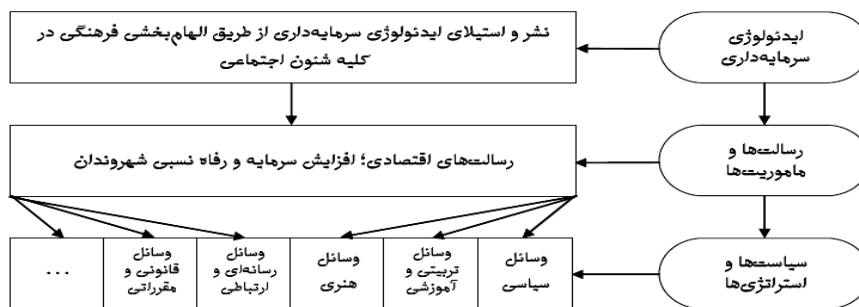 ایدئولوژی
سرمایه‌داری
نشر و استیلای ایدئولوژی سرمایه‌داری از طریق الهام‌بخشی فرهنگی در
کلیه شئون اجتماعی
رسالت‌ها و
ماموریت‌ها
رسالت‌های اقتصادی؛ افزایش سرمایه و رفاه نسبی شهروندان
سیاست‌ها و
استراتژی‌ها
وسائل
سیاسی
وسائل
تربیتی و
آموزشی
وسائل
هنری
وسائل
رسانه‌ای و
ارتباطی
وسائل
قانونی و
مقرراتی
...